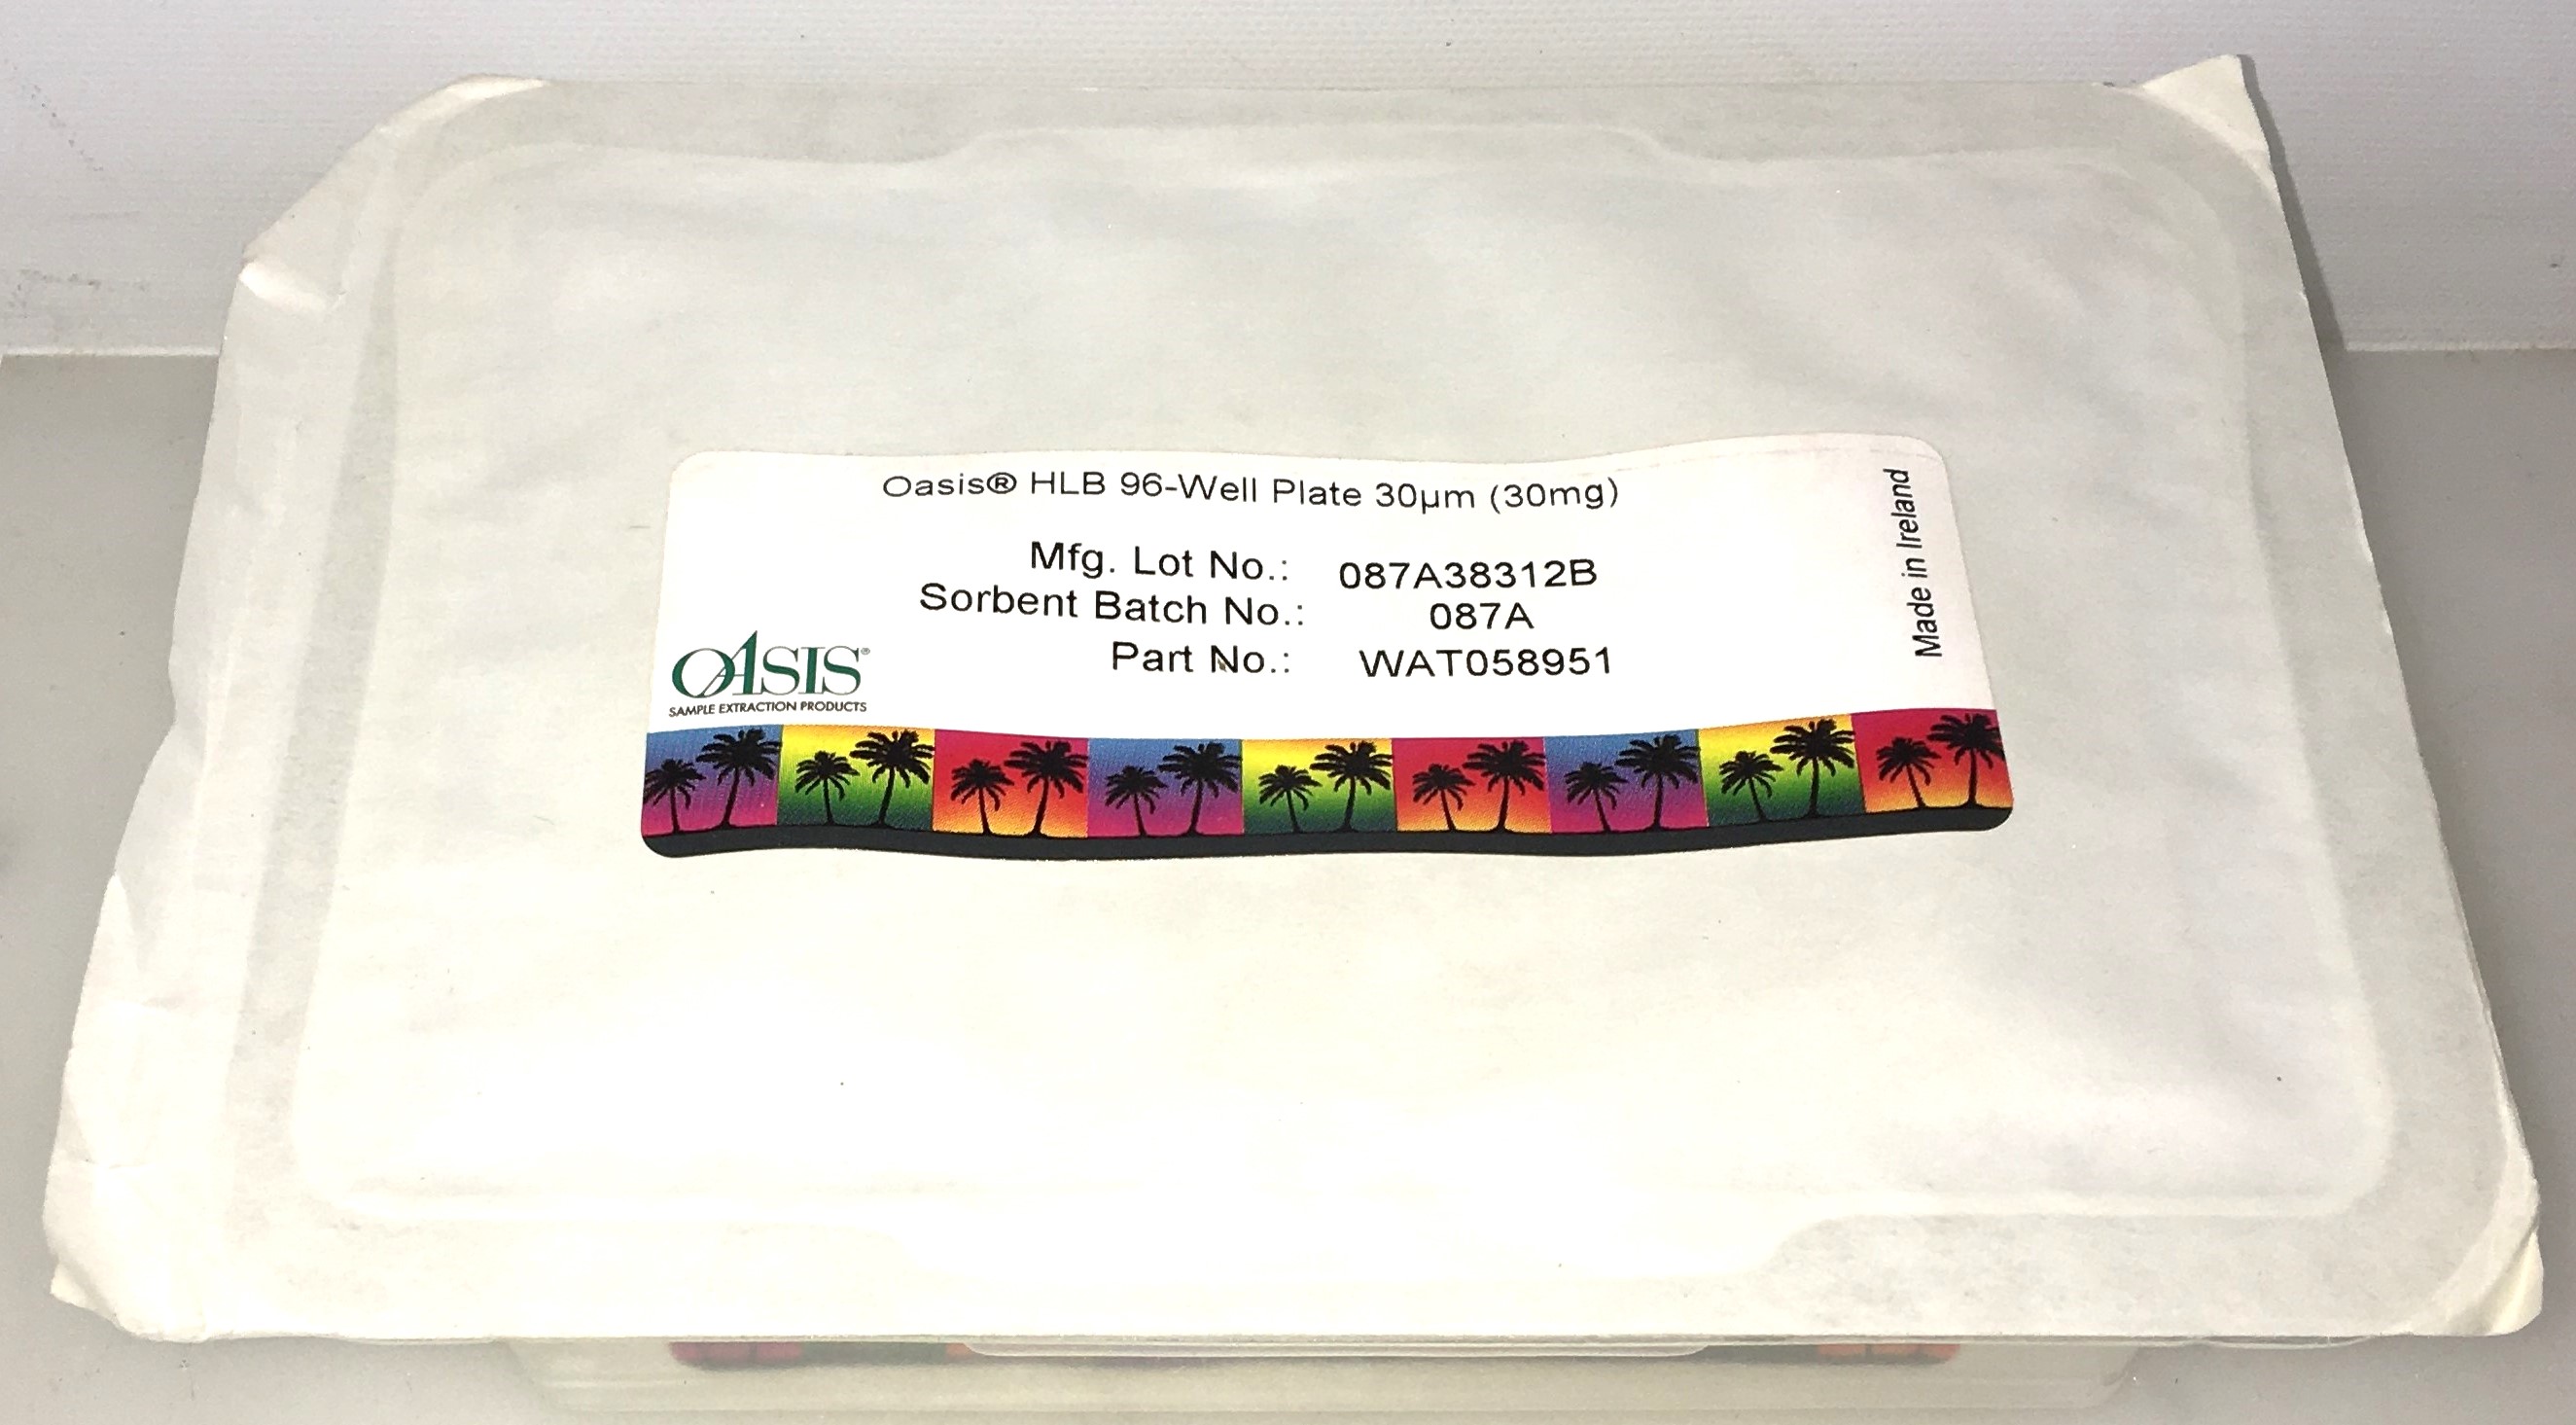 Oasis® HLB 96-Well Plate 30µm (30mg)
Mfg. Lot No.: 087A38312B
Sorbent Batch No.: 087A
Part No.: WAT058951
OASIS®
SAMPLE EXTRACTION PRODUCTS
Made in Ireland